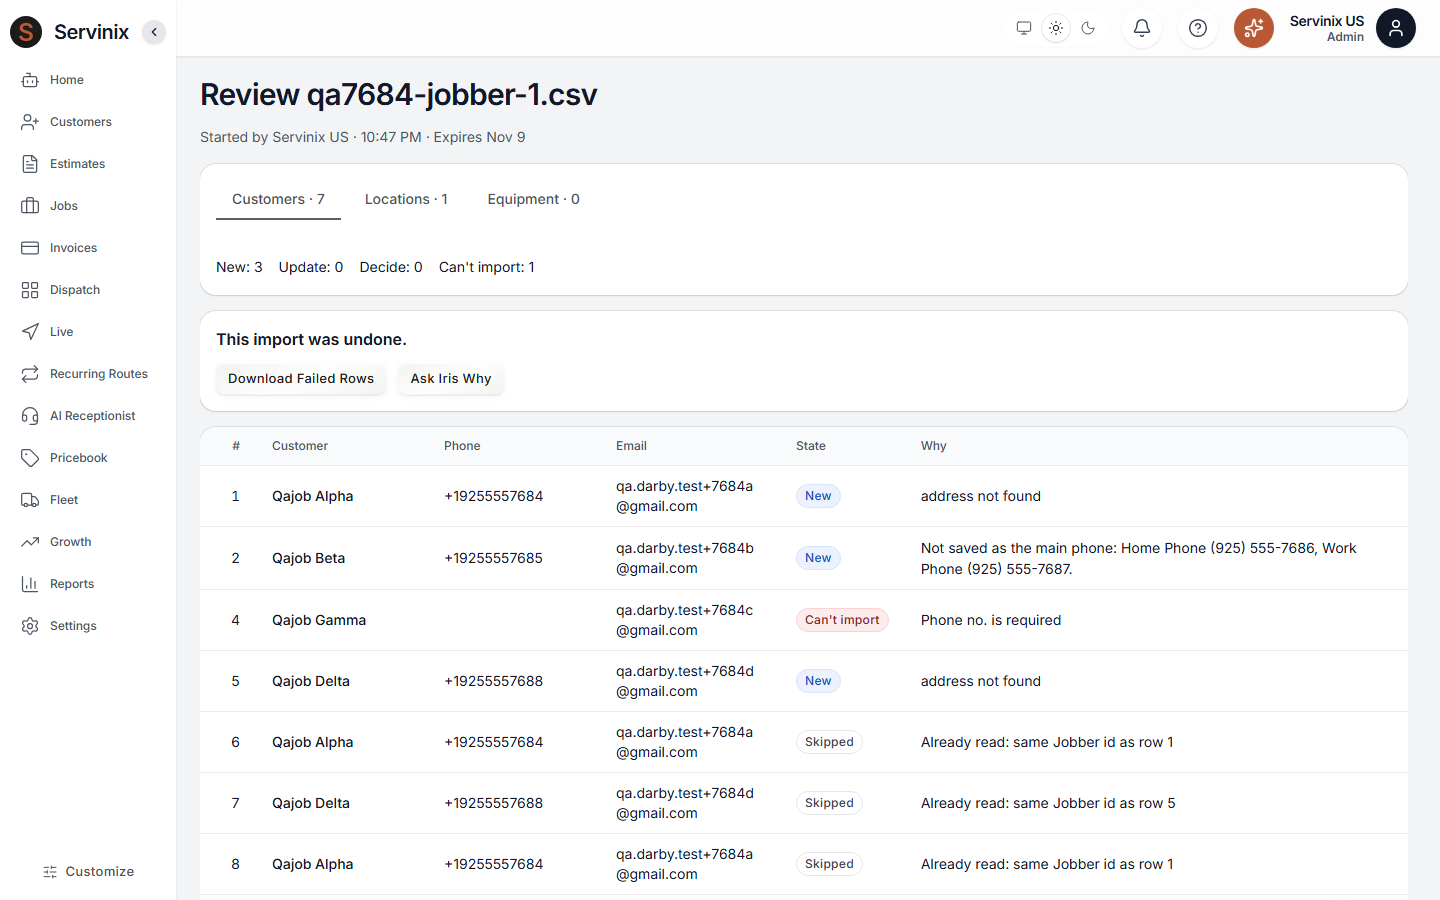 Servinix
Servinix US
Admin
Home
Customers
Estimates
Jobs
Invoices
Dispatch
Live
Recurring Routes
AI Receptionist
Pricebook
Fleet
Growth
Reports
Settings
Customize
Review qa7684-jobber-1.csv
Started by Servinix US · 10:47 PM · Expires Nov 9
Customers · 7 Locations · 1 Equipment · 0
New: 3 Update: 0 Decide: 0 Can't import: 1
This import was undone.
Download Failed Rows Ask Iris Why
# Customer Phone Email State Why
1 Qajob Alpha +19255557684 qa.darby.test+7684a
@gmail.com New address not found
2 Qajob Beta +19255557685 qa.darby.test+7684b
@gmail.com New Not saved as the main phone: Home Phone (925) 555-7686, Work
Phone (925) 555-7687.
4 Qajob Gamma qa.darby.test+7684c
@gmail.com Can't import Phone no. is required
5 Qajob Delta +19255557688 qa.darby.test+7684d
@gmail.com New address not found
6 Qajob Alpha +19255557684 qa.darby.test+7684a
@gmail.com Skipped Already read: same Jobber id as row 1
7 Qajob Delta +19255557688 qa.darby.test+7684d
@gmail.com Skipped Already read: same Jobber id as row 5
8 Qajob Alpha +19255557684 qa.darby.test+7684a
@gmail.com Skipped Already read: same Jobber id as row 1